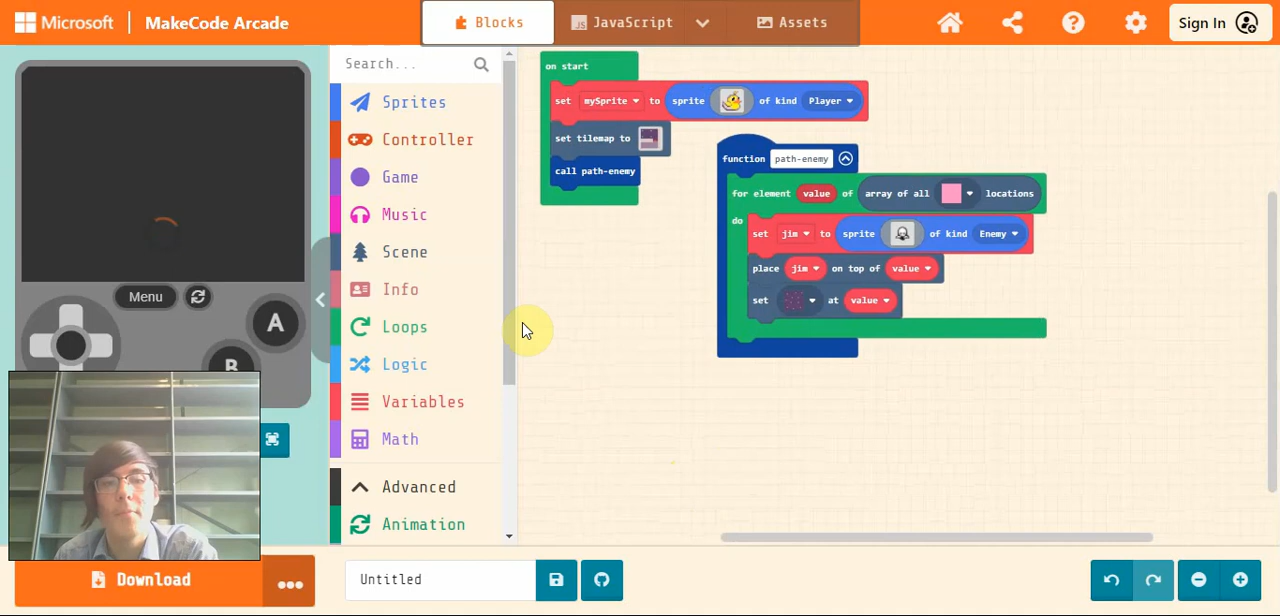 Microsoft MakeCode Arcade Blocks JavaScript Assets Sign In
Menu
A
B
Download
Search...
Sprites
Controller
Game
Music
Scene
Info
Loops
Logic
Variables
Math
Advanced
Animation
on start
set mySprite to sprite of kind Player
set tilemap to
call path-enemy
function path-enemy
for element value of array of all locations
do
set jim to sprite of kind Enemy
place jim on top of value
set at value
Untitled